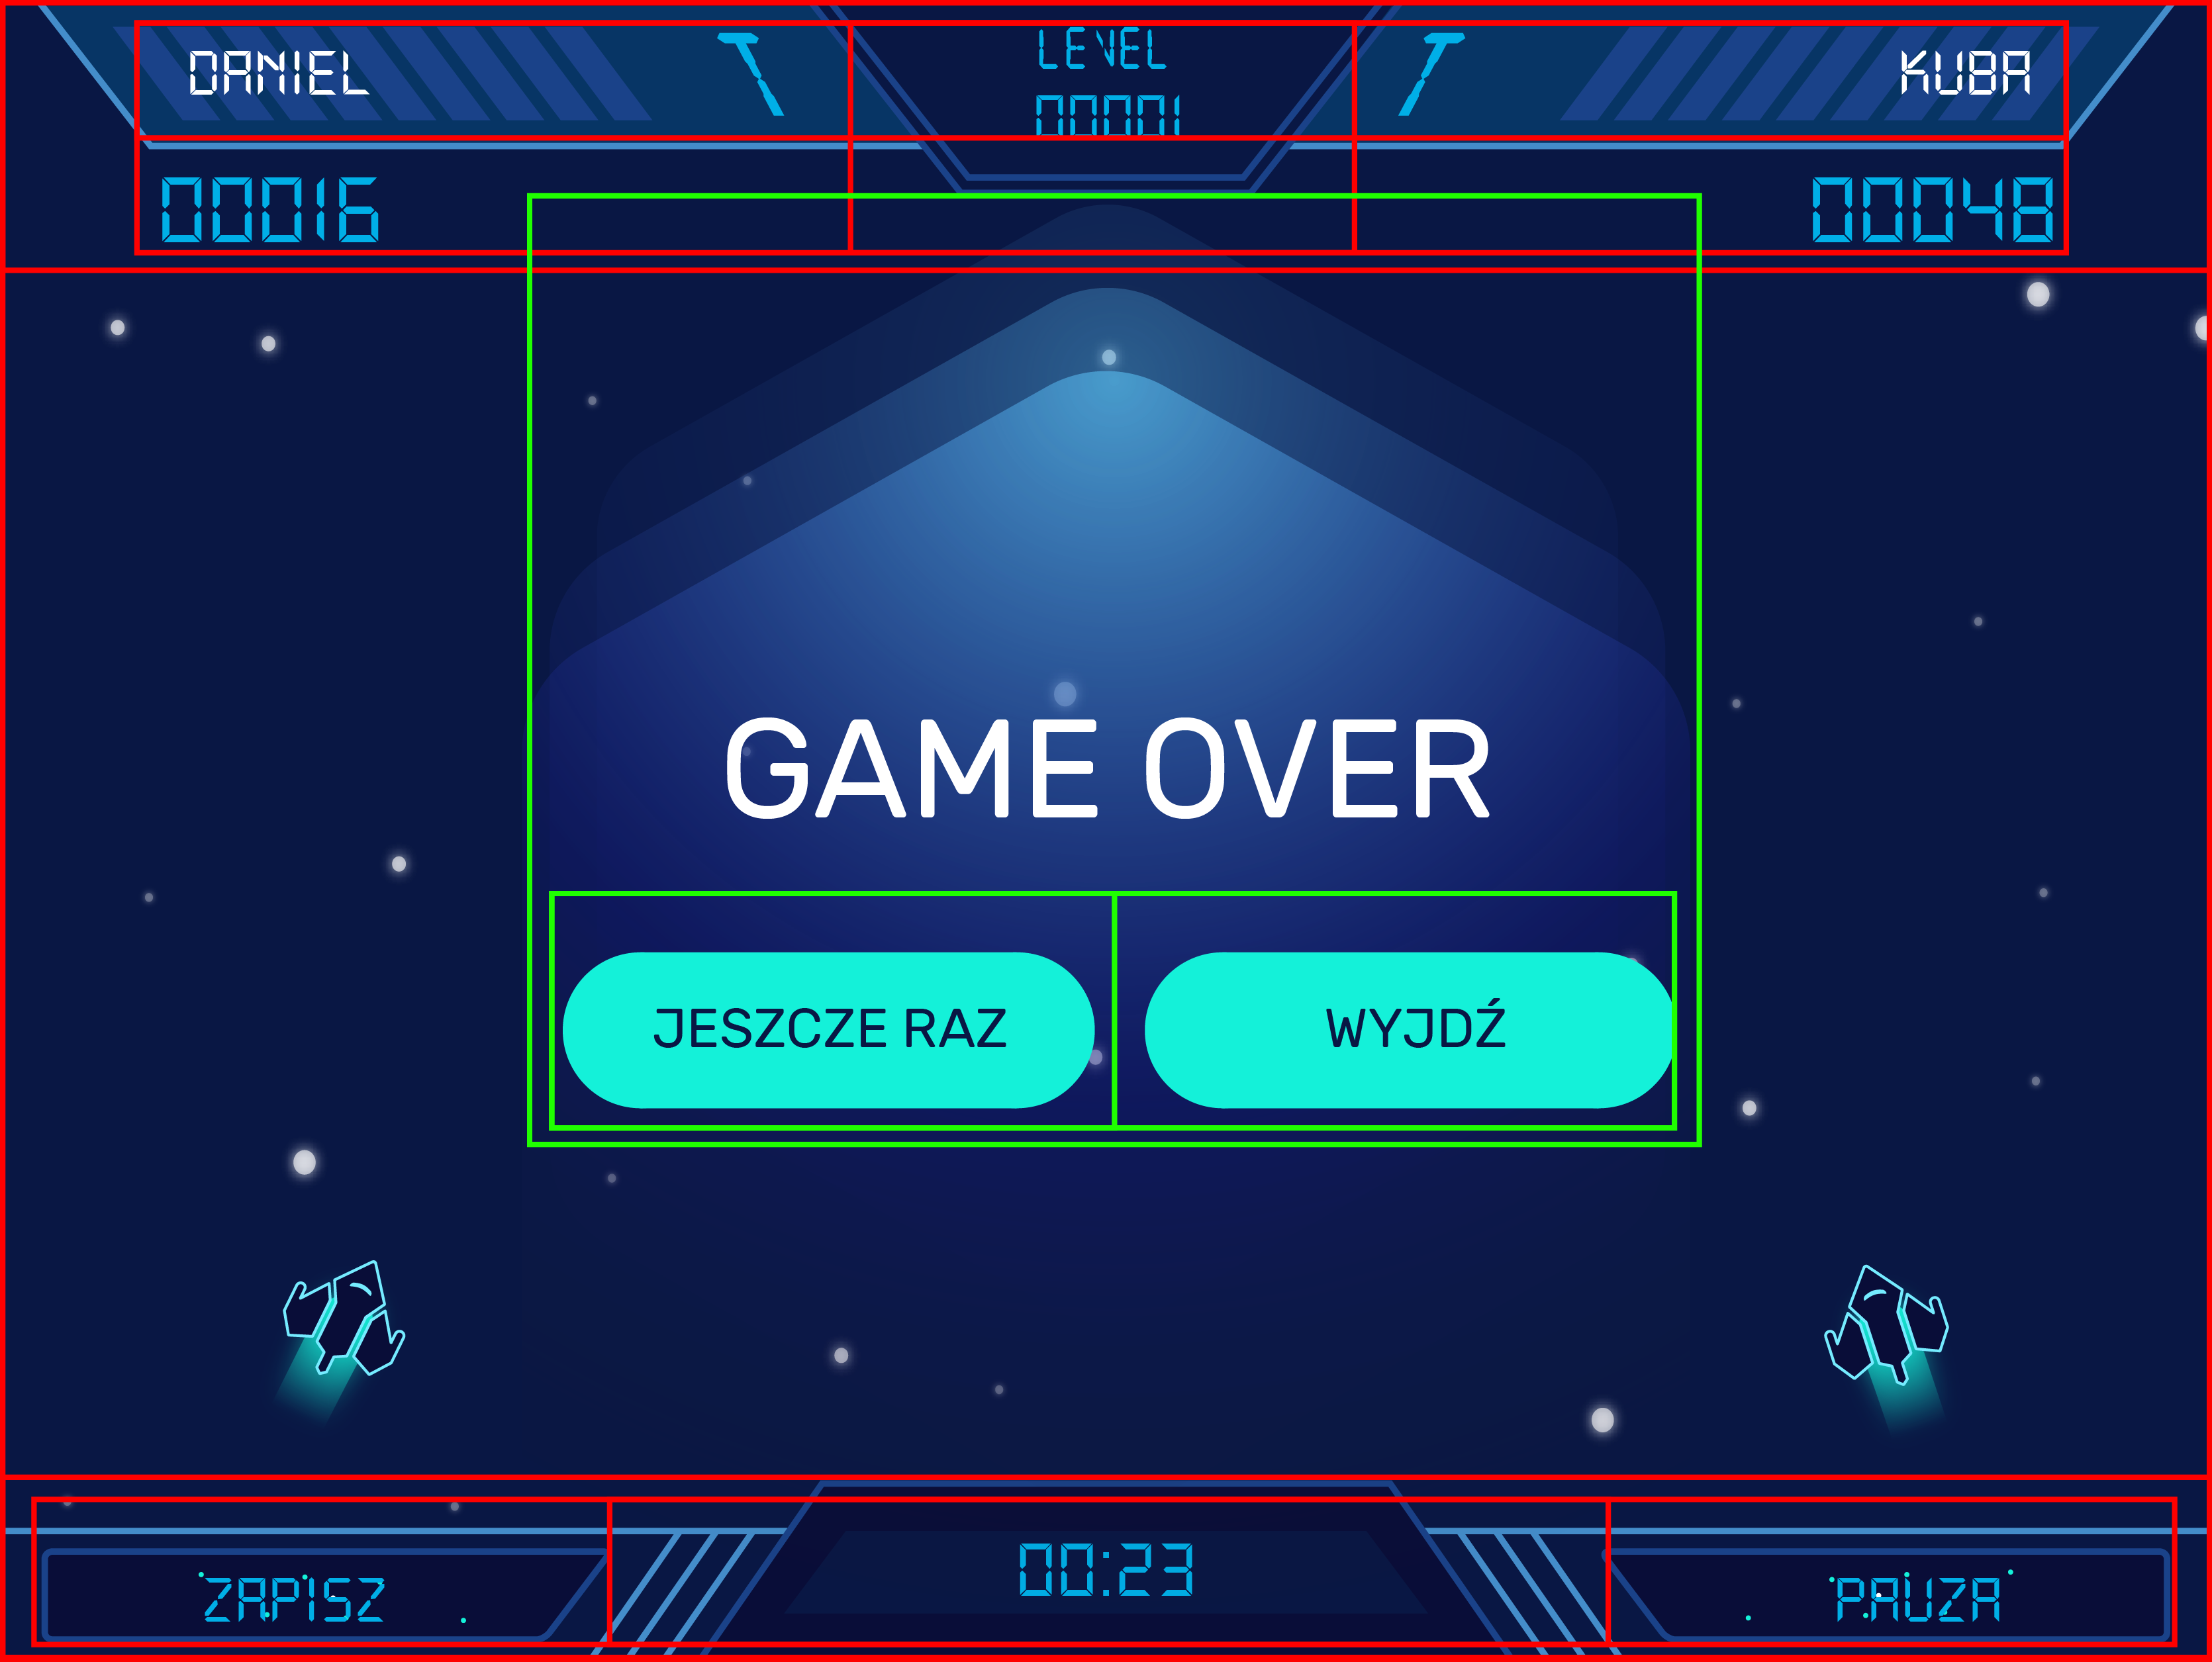 DANIEL
LEVEL
KUBA
00001
00016
00048
GAME OVER
JESZCZE RAZ
WYJDŹ
00:23
ZAPISZ
PAUZA